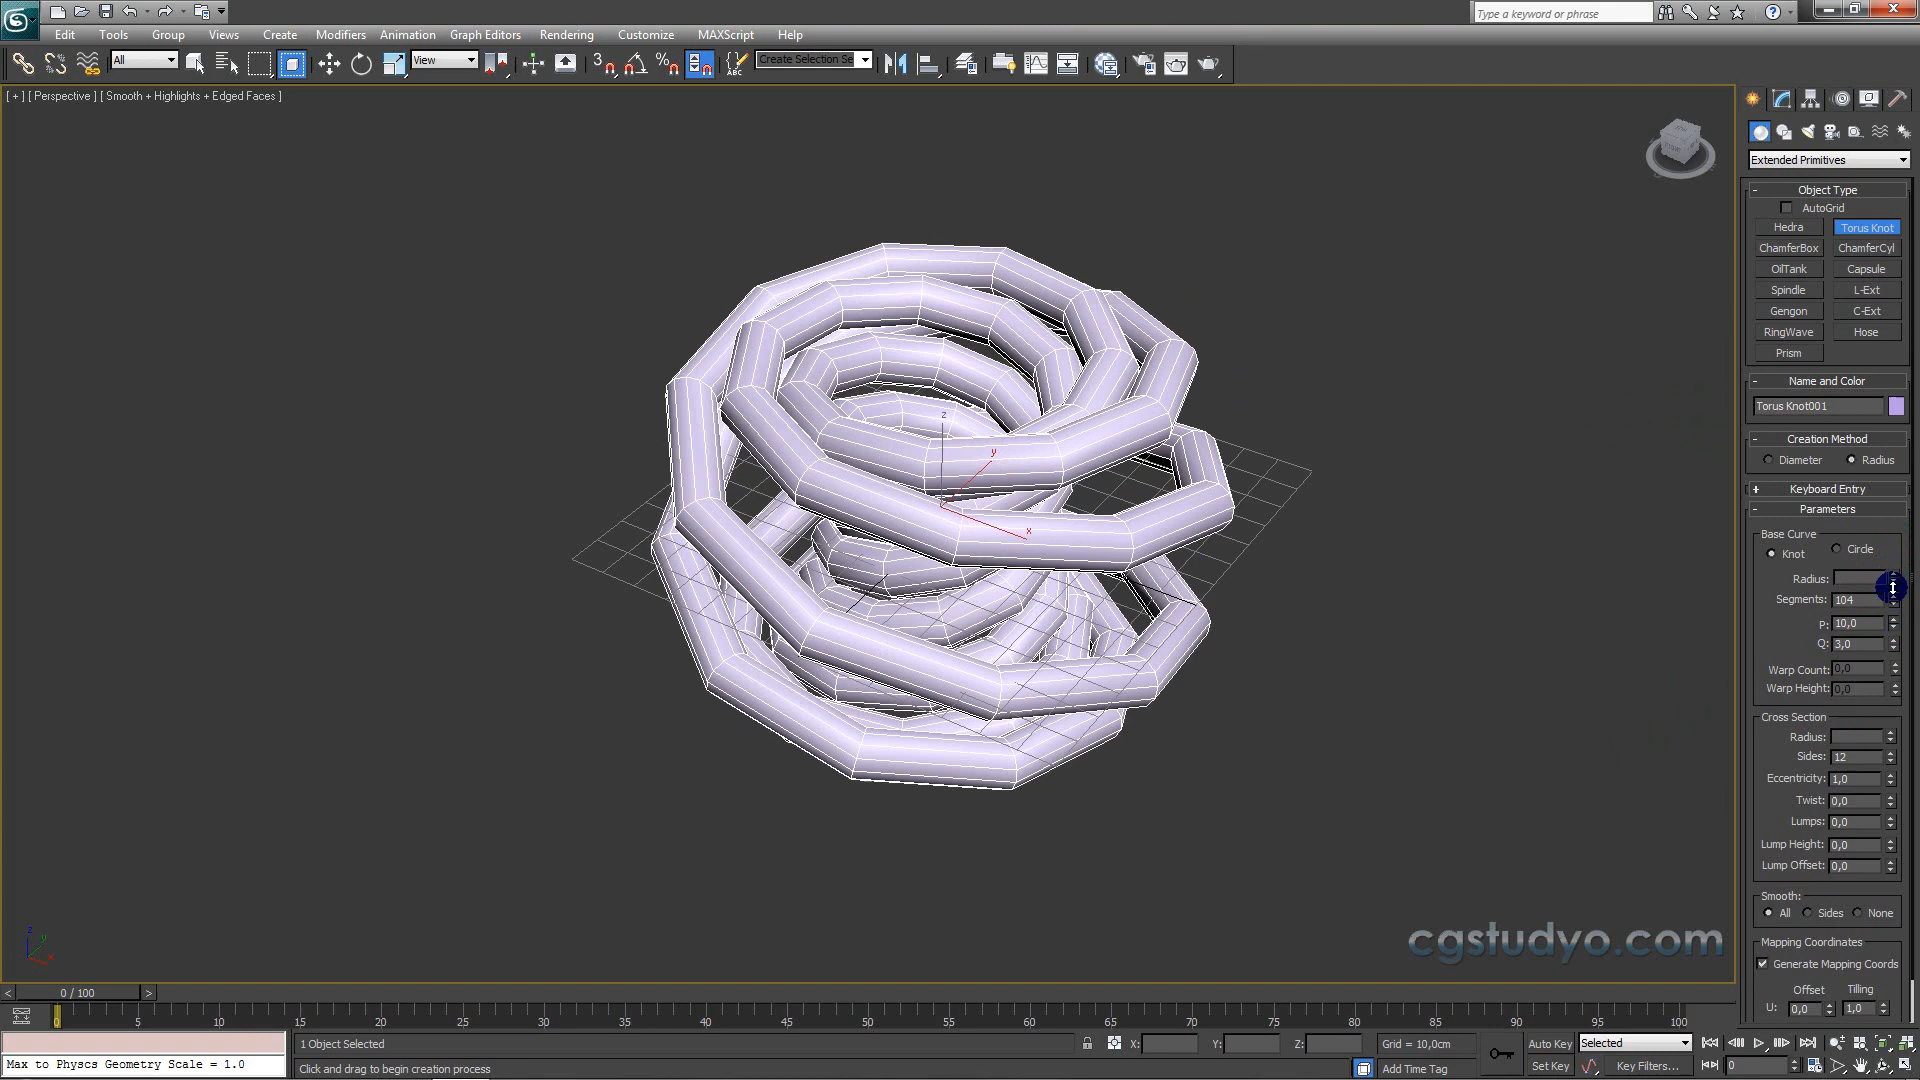 Type a keyword or phrase
Edit Tools Group Views Create Modifiers Animation Graph Editors Rendering Customize MAXScript Help
All View 3 % ABC Create Selection Se
[ + ] [ Perspective ] [ Smooth + Highlights + Edged Faces ]
Extended Primitives
- Object Type
AutoGrid
Hedra Torus Knot
ChamferBox ChamferCyl
OilTank Capsule
Spindle L-Ext
Gengon C-Ext
RingWave Hose
Prism
- Name and Color
Torus Knot001
- Creation Method
Diameter Radius
+ Keyboard Entry
- Parameters
Base Curve
Knot Circle
Radius:
Segments: 104
P: 10,0
Q: 3,0
Warp Count: 0,0
Warp Height: 0,0
Cross Section
Radius:
Sides: 12
Eccentricity: 1,0
Twist: 0,0
Lumps: 0,0
Lump Height: 0,0
Lump Offset: 0,0
Smooth:
All Sides None
Mapping Coordinates
Generate Mapping Coords
Offset Tilling
U: 0,0 1,0
z
y
x
z
y
x
cgstudyo.com
< 0 / 100 >
0 5 10 15 20 25 30 35 40 45 50 55 60 65 70 75 80 85 90 95 100
1 Object Selected X: Y: Z: Grid = 10,0cm Auto Key Selected
Max to Physcs Geometry Scale = 1.0 Click and drag to begin creation process Add Time Tag Set Key Key Filters... 0